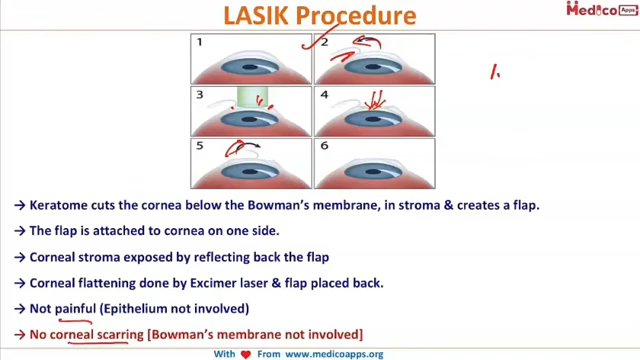 LASIK Procedure
Medico Apps
1
2
3
4
5
6
1.
→ Keratome cuts the cornea below the Bowman's membrane, in stroma & creates a flap.
→ The flap is attached to cornea on one side.
→ Corneal stroma exposed by reflecting back the flap
→ Corneal flattening done by Excimer laser & flap placed back.
→ Not painful (Epithelium not involved)
→ No corneal scarring [Bowman's membrane not involved]
With ❤ From www.medicoapps.org